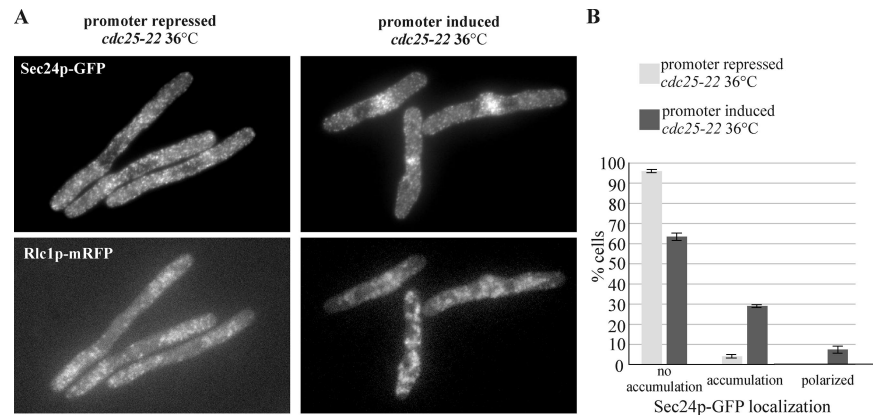 A
promoter repressed
cdc25-22 36°C
promoter induced
cdc25-22 36°C
Sec24p-GFP
Rlc1p-mRFP
B
promoter repressed
cdc25-22 36°C
promoter induced
cdc25-22 36°C
100
90
80
70
60
50
40
30
20
10
0
% cells
no
accumulation
accumulation
polarized
Sec24p-GFP localization